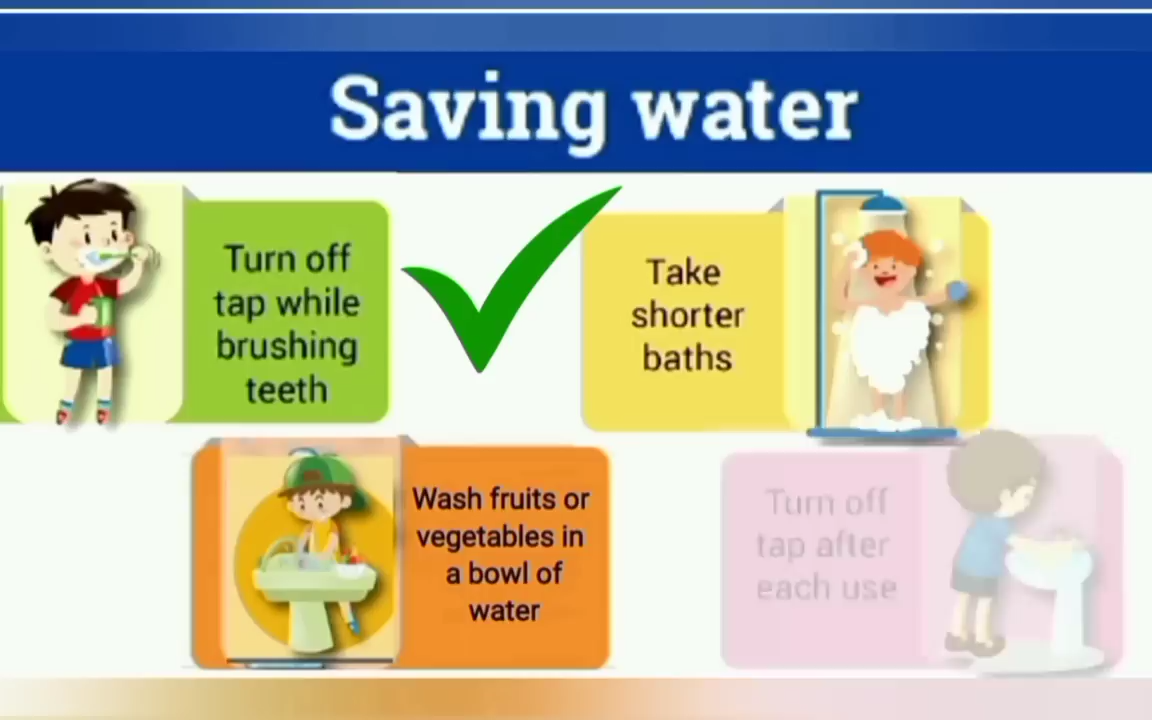 Saving water
Turn off
tap while
brushing
teeth
Take
shorter
baths
Wash fruits or
vegetables in
a bowl of
water
Turn off
tap after
each use